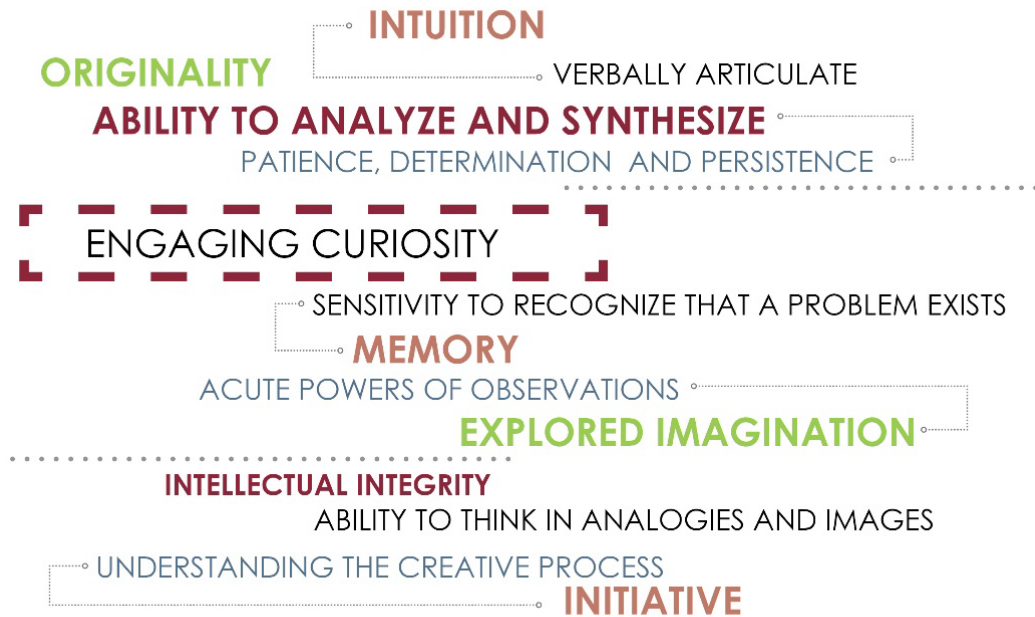 INTUITION
ORIGINALITY
VERBALLY ARTICULATE
ABILITY TO ANALYZE AND SYNTHESIZE
PATIENCE, DETERMINATION AND PERSISTENCE
ENGAGING CURIOSITY
SENSITIVITY TO RECOGNIZE THAT A PROBLEM EXISTS
MEMORY
ACUTE POWERS OF OBSERVATIONS
EXPLORED IMAGINATION
INTELLECTUAL INTEGRITY
ABILITY TO THINK IN ANALOGIES AND IMAGES
UNDERSTANDING THE CREATIVE PROCESS
INITIATIVE